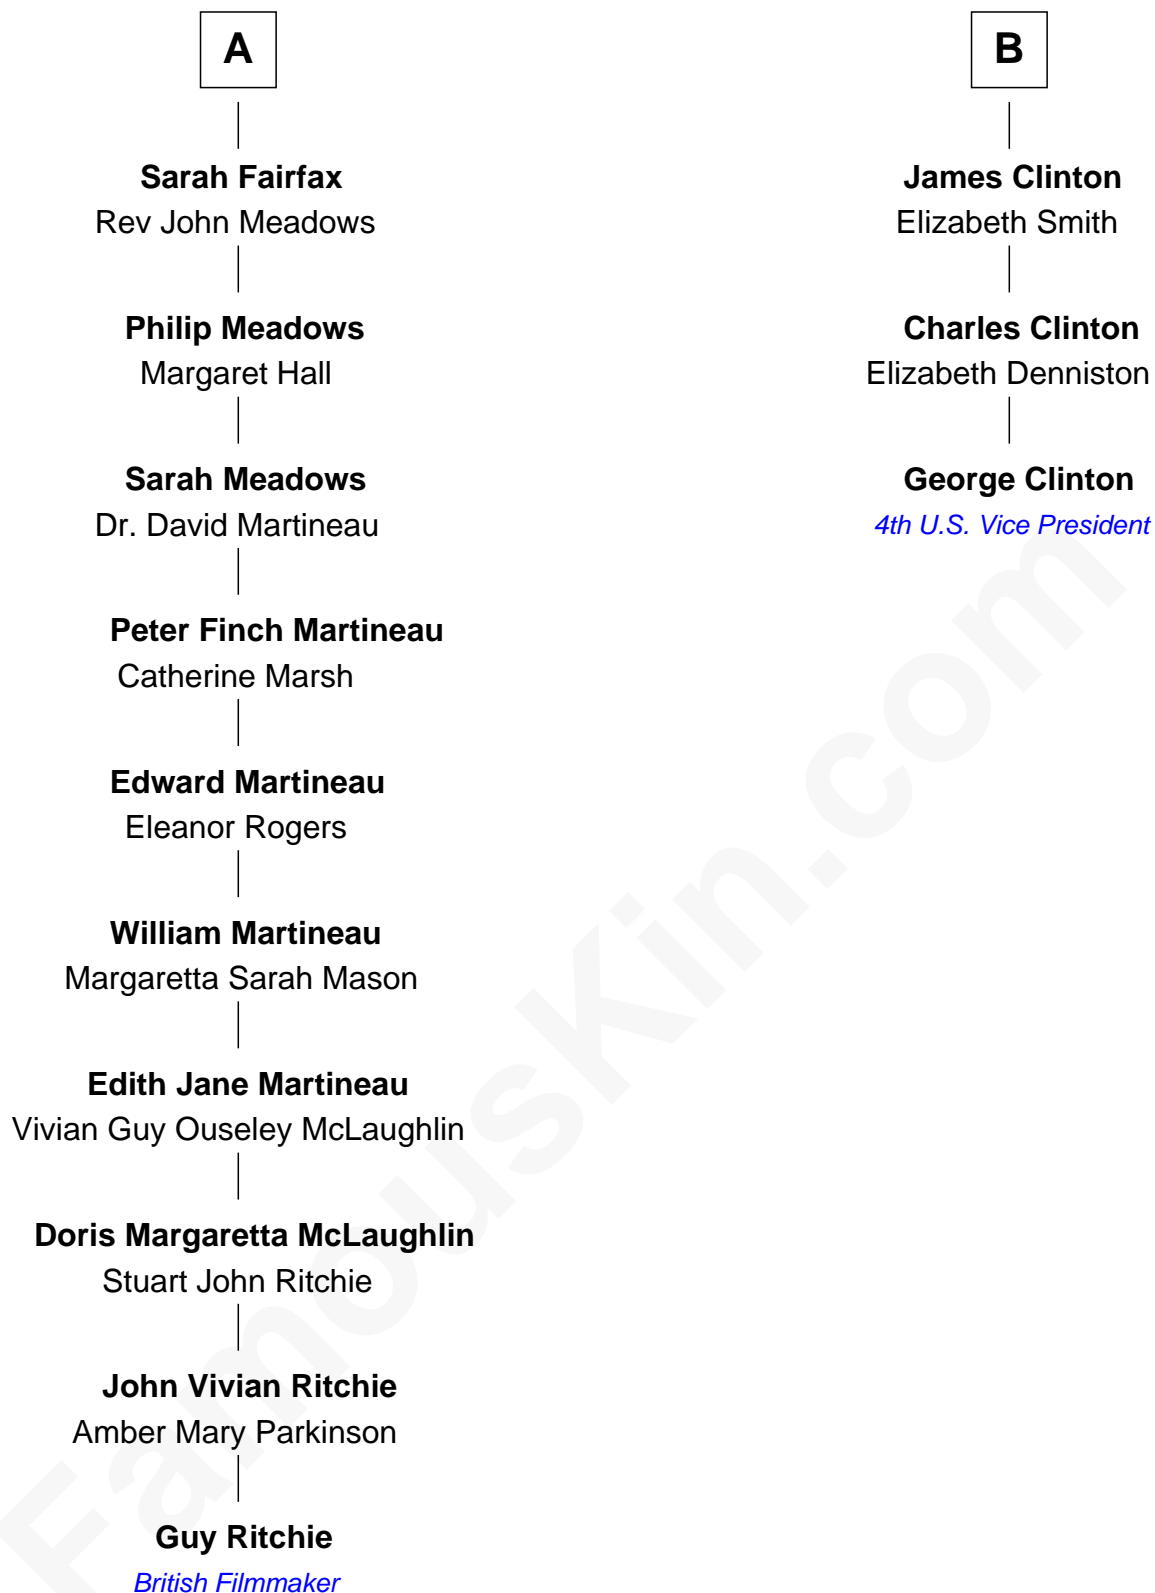 A
Sarah Fairfax
Rev John Meadows
Philip Meadows
Margaret Hall
Sarah Meadows
Dr. David Martineau
Peter Finch Martineau
Catherine Marsh
Edward Martineau
Eleanor Rogers
William Martineau
Margaretta Sarah Mason
Edith Jane Martineau
Vivian Guy Ouseley McLaughlin
Doris Margaretta McLaughlin
Stuart John Ritchie
John Vivian Ritchie
Amber Mary Parkinson
Guy Ritchie
British Filmmaker
B
James Clinton
Elizabeth Smith
Charles Clinton
Elizabeth Denniston
George Clinton
4th U.S. Vice President
FamousKin.com